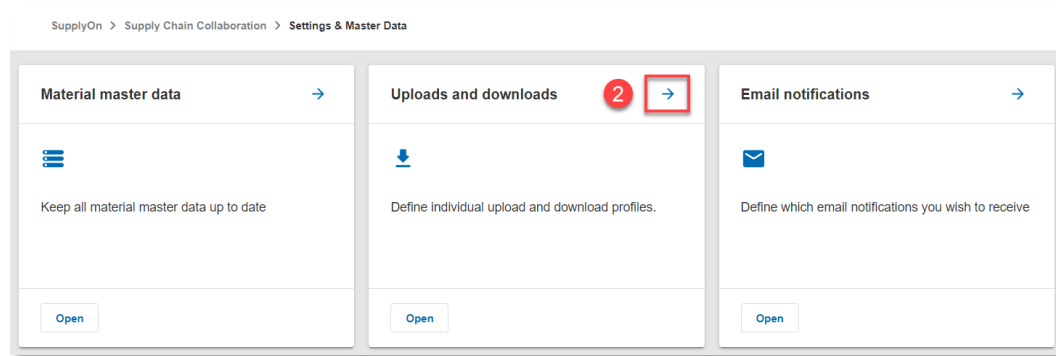 SupplyOn > Supply Chain Collaboration > Settings & Master Data
Material master data
Uploads and downloads
2
Email notifications
Keep all material master data up to date
Define individual upload and download profiles.
Define which email notifications you wish to receive
Open
Open
Open